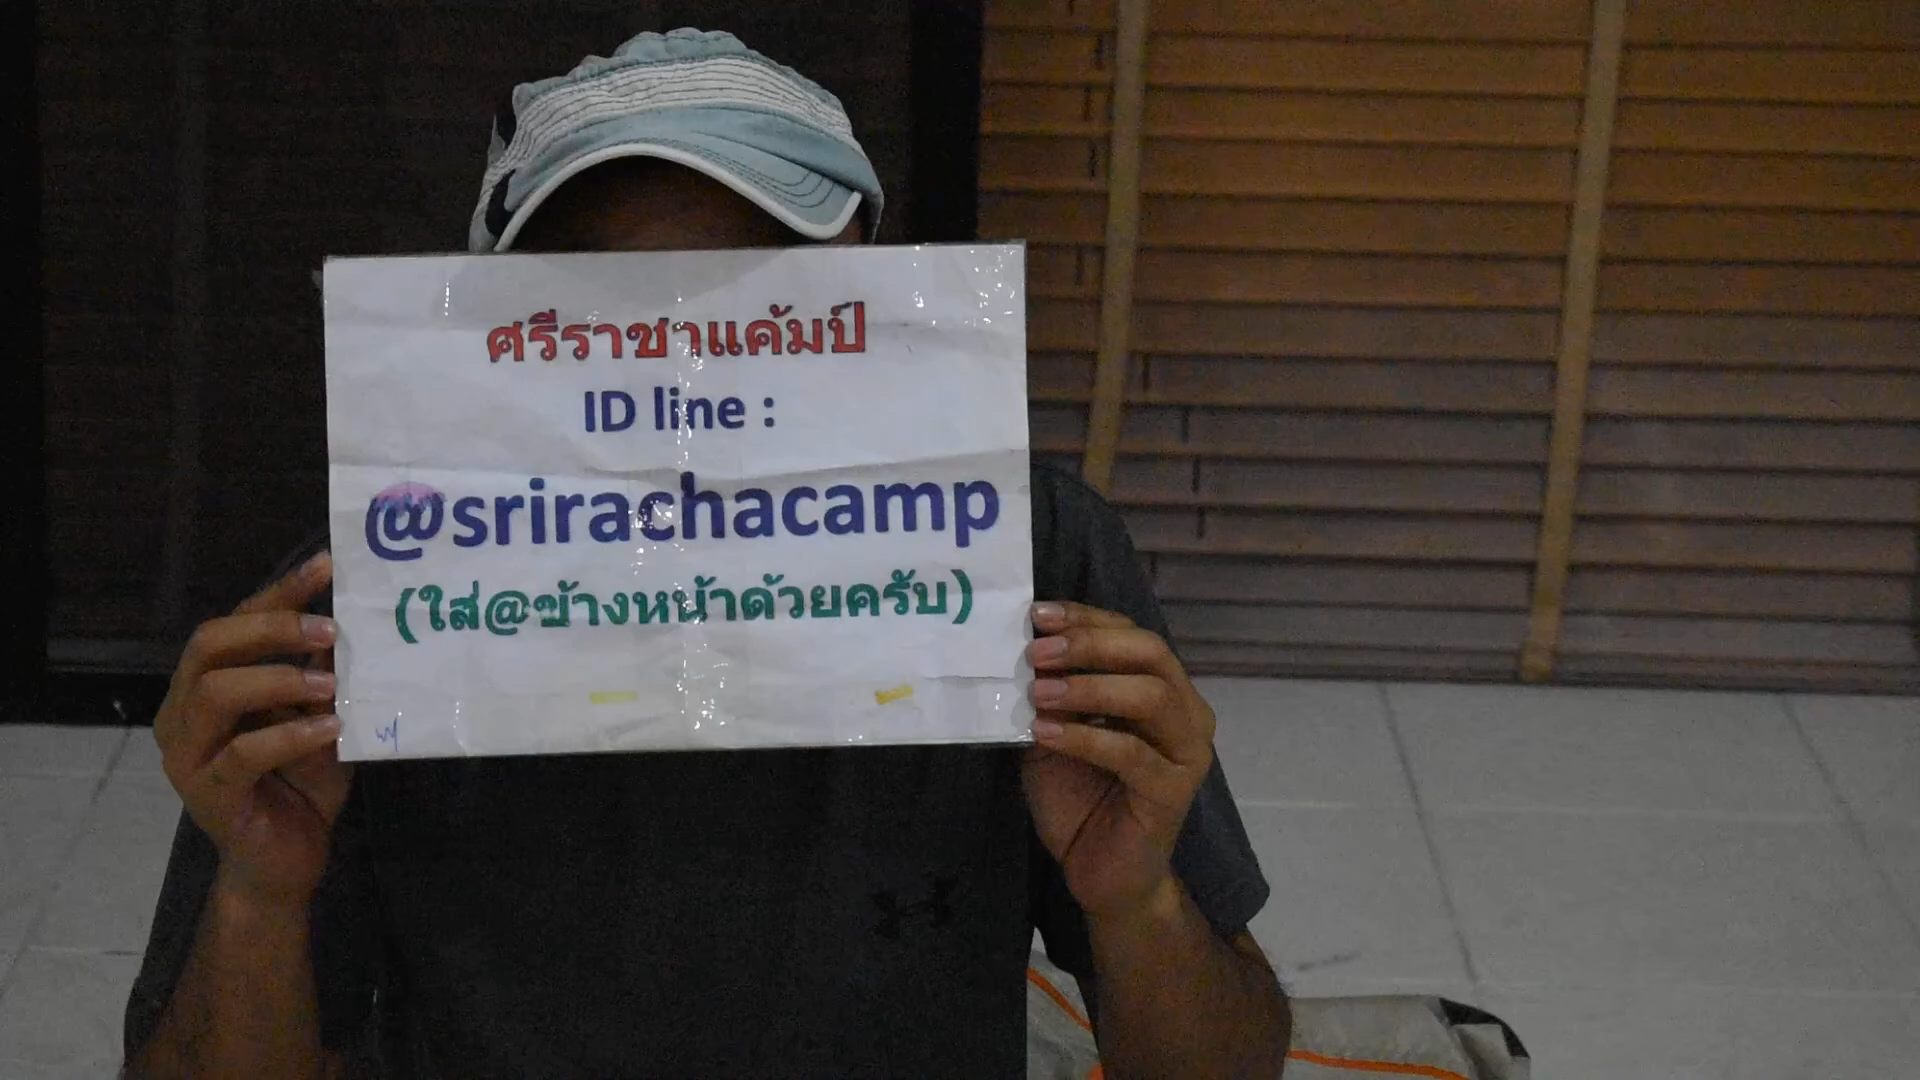 ศรีราชาแค้มป์
ID line :
@srirachacamp
(ใส่@ข้างหน้าด้วยครับ)